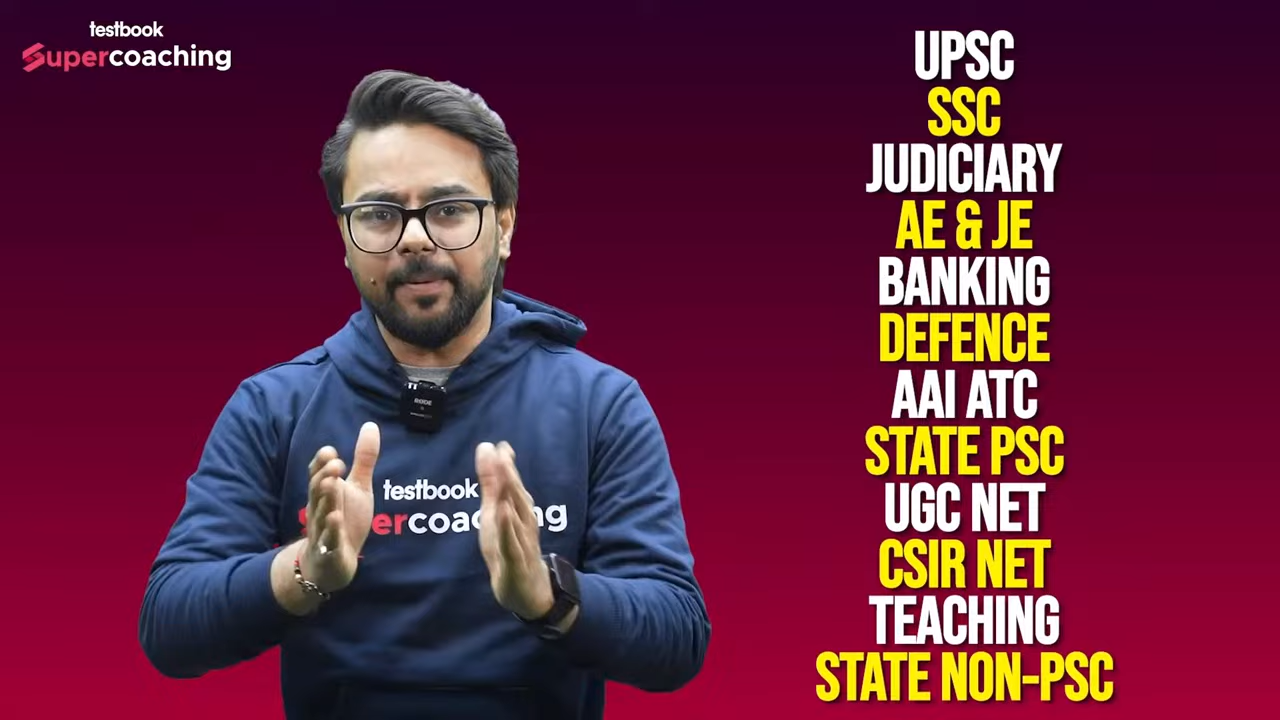 testbook
Supercoaching
UPSC
SSC
JUDICIARY
AE & JE
BANKING
DEFENCE
AAI ATC
STATE PSC
UGC NET
CSIR NET
TEACHING
STATE NON-PSC
RODE
testbook